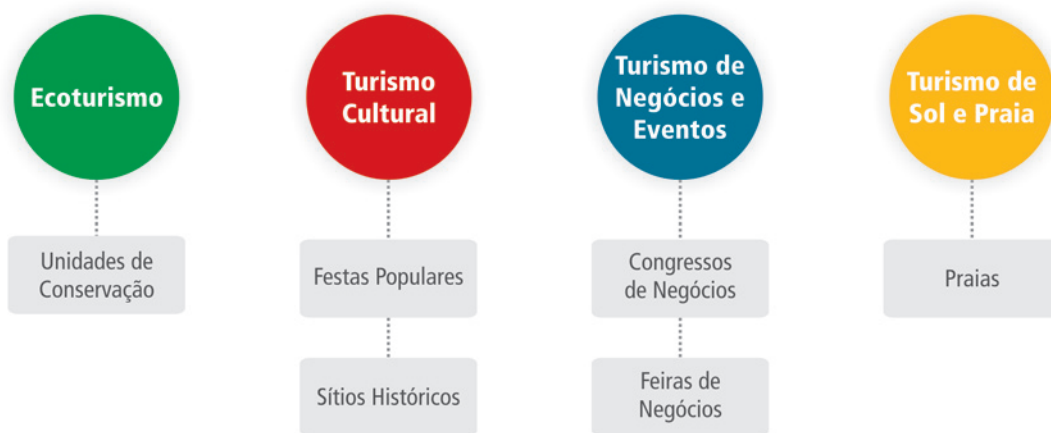 Ecoturismo
Turismo
Cultural
Turismo de
Negócios e
Eventos
Turismo de
Sol e Praia
Unidades de
Conservação
Festas Populares
Congressos
de Negócios
Praias
Sítios Históricos
Feiras de
Negócios